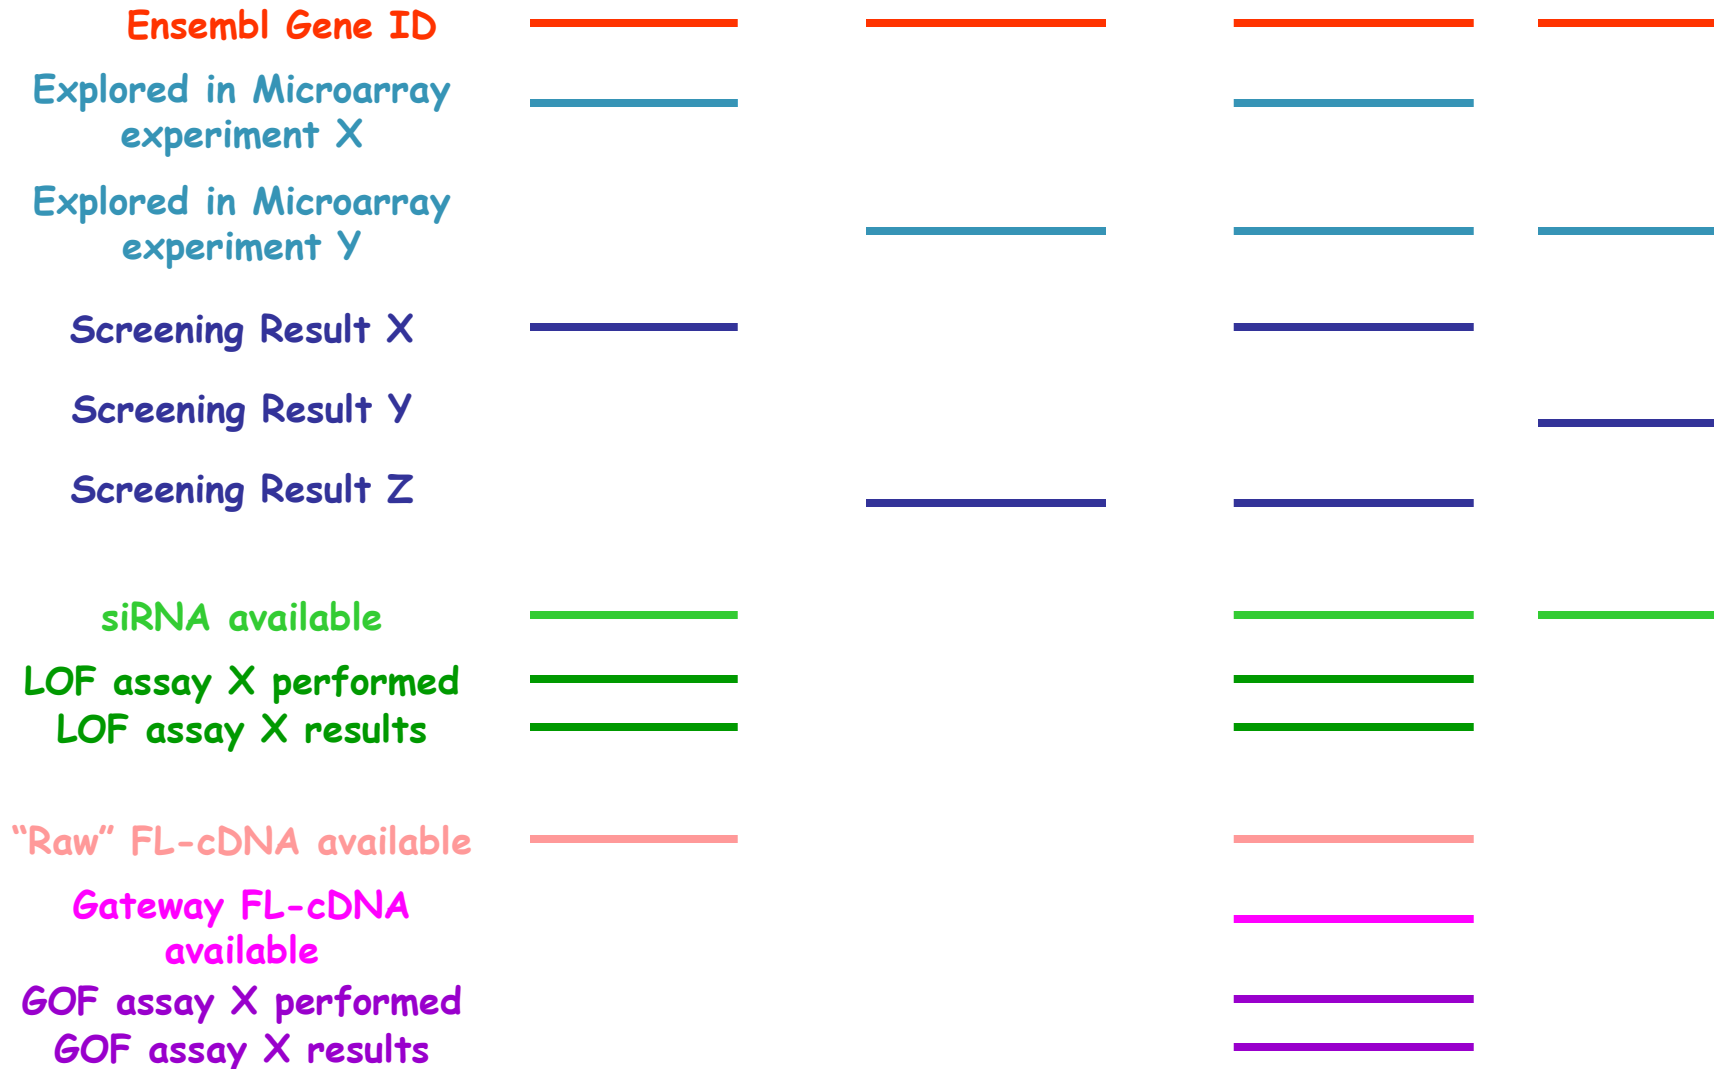 Ensembl Gene ID
Explored in Microarray
experiment X
Explored in Microarray
experiment Y
Screening Result X
Screening Result Y
Screening Result Z
siRNA available
LOF assay X performed
LOF assay X results
“Raw” FL-cDNA available
Gateway FL-cDNA
available
GOF assay X performed
GOF assay X results